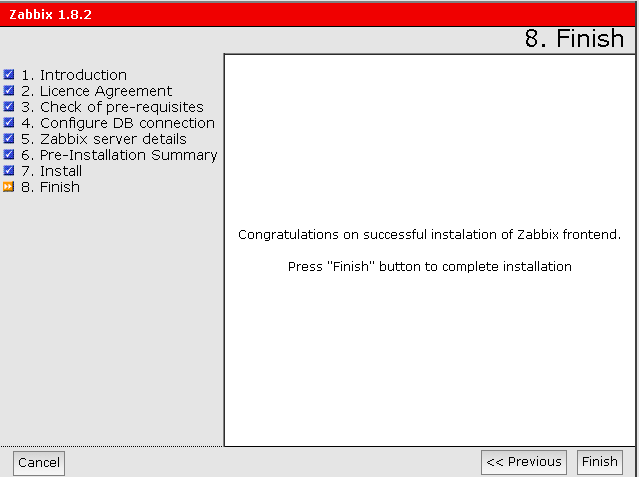 Zabbix 1.8.2
8. Finish
1. Introduction
2. Licence Agreement
3. Check of pre-requisites
4. Configure DB connection
5. Zabbix server details
6. Pre-Installation Summary
7. Install
8. Finish
Congratulations on successful instalation of Zabbix frontend.
Press "Finish" button to complete installation
Cancel
<< Previous
Finish